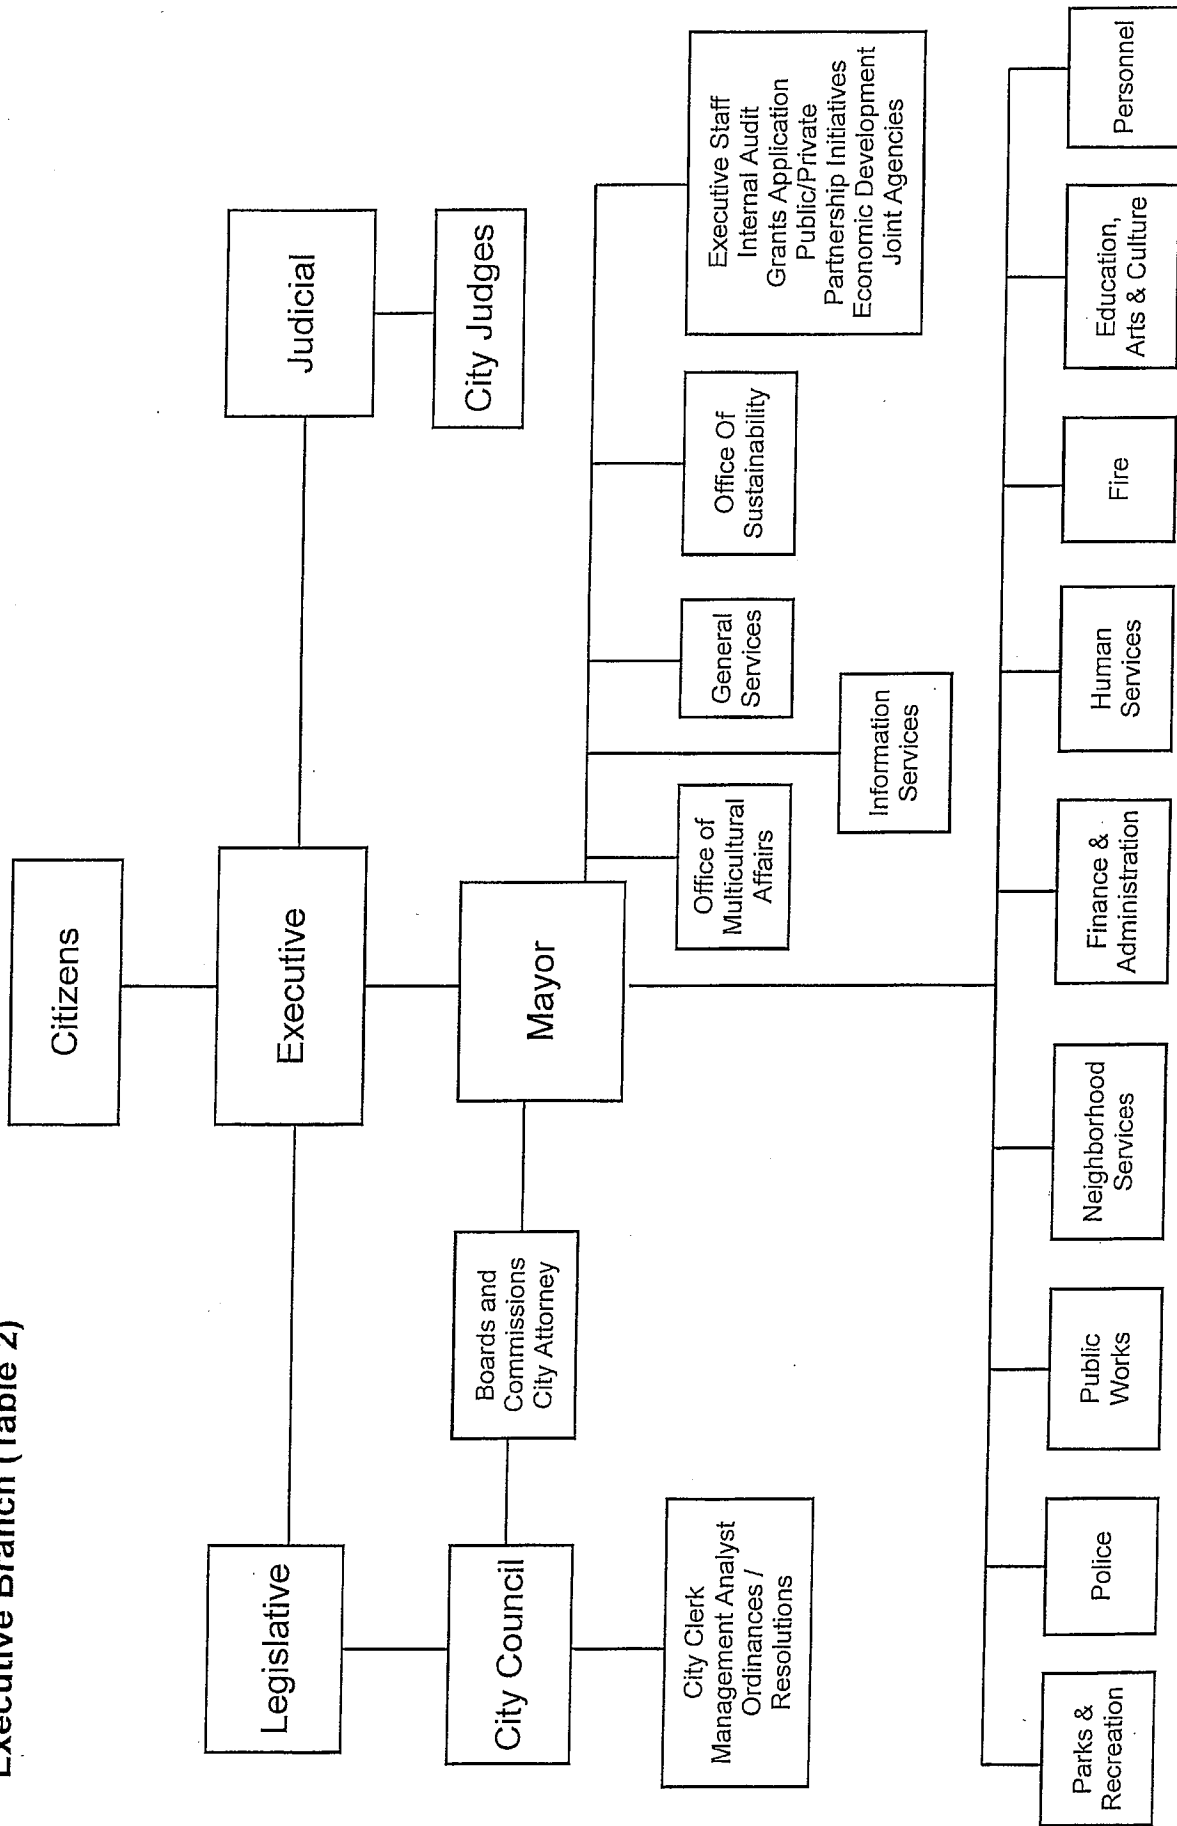 Executive Branch (Table 2)
Citizens
Legislative
Executive
Judicial
City Council
Boards and
Commissions
City Attorney
Mayor
City Judges
City Clerk
Management Analyst
Ordinances /
Resolutions
Office of
Multicultural
Affairs
Information
Services
General
Services
Office Of
Sustainability
Executive Staff
Internal Audit
Grants Application
Public/Private
Partnership Initiatives
Economic Development
Joint Agencies
Parks &
Recreation
Police
Public
Works
Neighborhood
Services
Finance &
Administration
Human
Services
Fire
Education,
Arts & Culture
Personnel